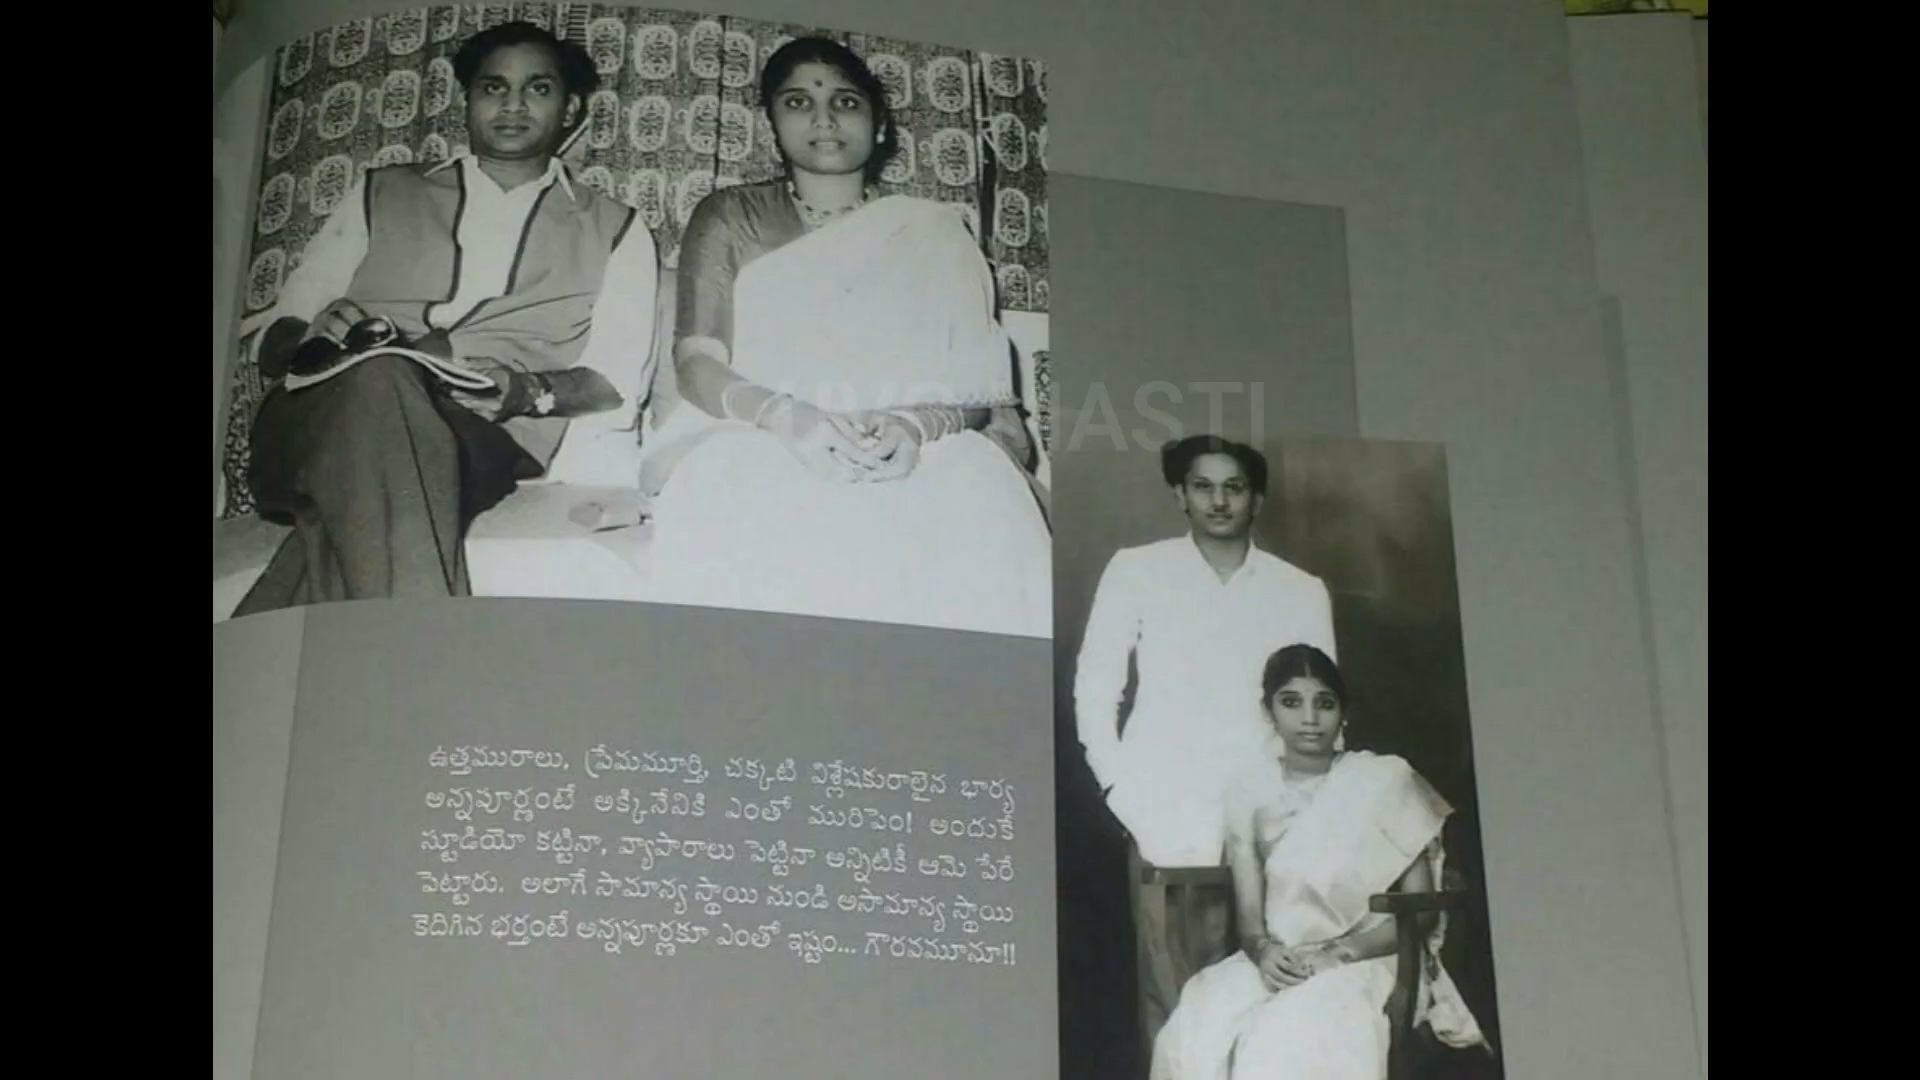 ఉత్తమురాలు, ప్రేమమూర్తి, చక్కటి విశ్లేషకురాలైన భార్య
అన్నపూర్ణంటే అక్కినేనికి ఎంతో మురిపెం! అందుకే
స్టూడియో కట్టినా, వ్యాపారాలు పెట్టినా అన్నిటికీ ఆమె పేరే
పెట్టారు. అలాగే సామాన్య స్థాయి నుండి అసామాన్య స్థాయి
కెదిగిన భర్తంటే అన్నపూర్ణకూ ఎంతో ఇష్టం... గౌరవమూనూ!!